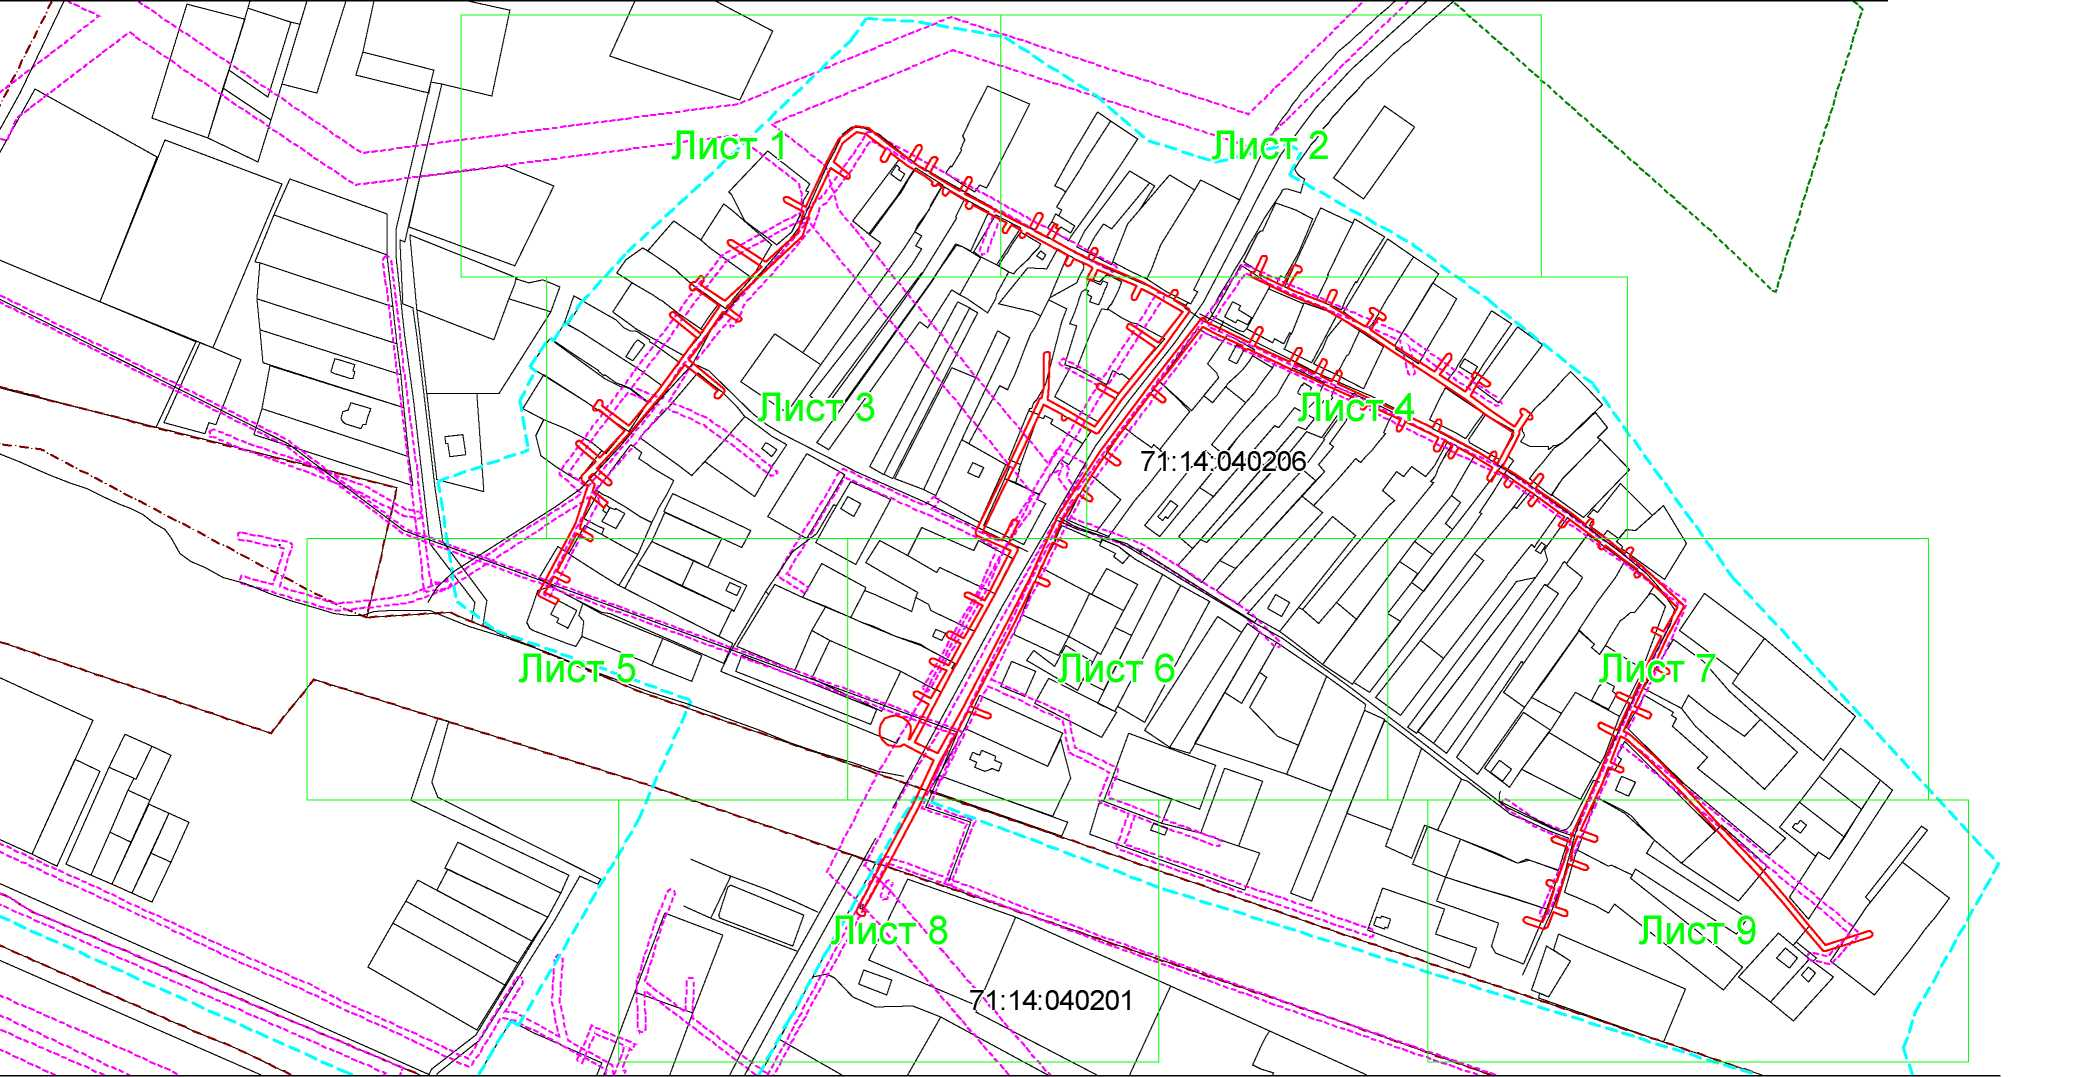 Лист 1
Лист 2
Лист 3
Лист 4
71:14:040206
Лист 5
Лист 6
Лист 7
Лист 8
Лист 9
71:14:040201